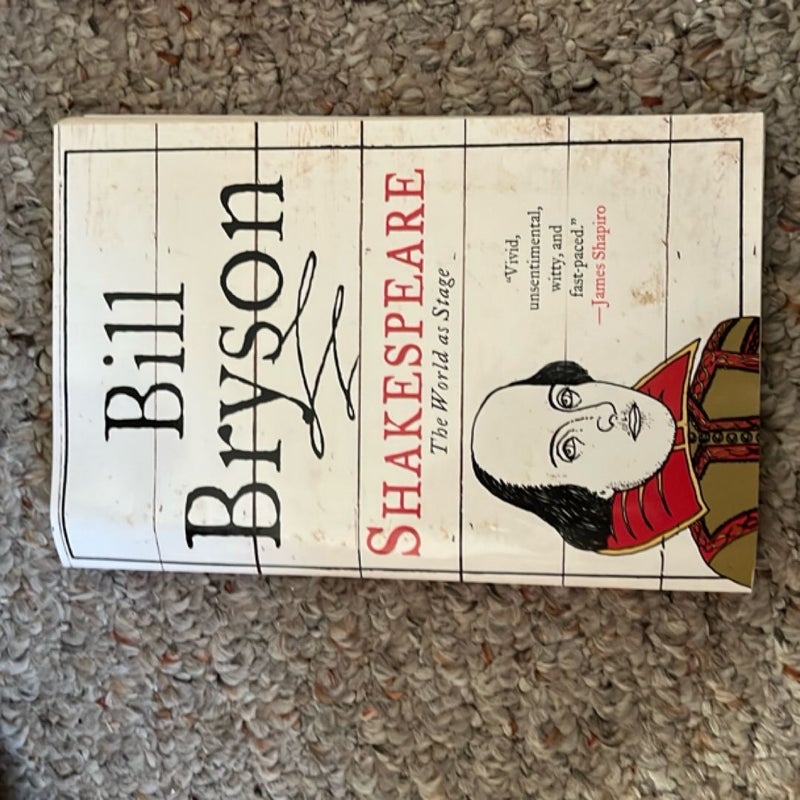 Bill
Bryson
SHAKESPEARE
The World as Stage
“Vivid,
unsentimental,
witty, and
fast-paced.”
—James Shapiro